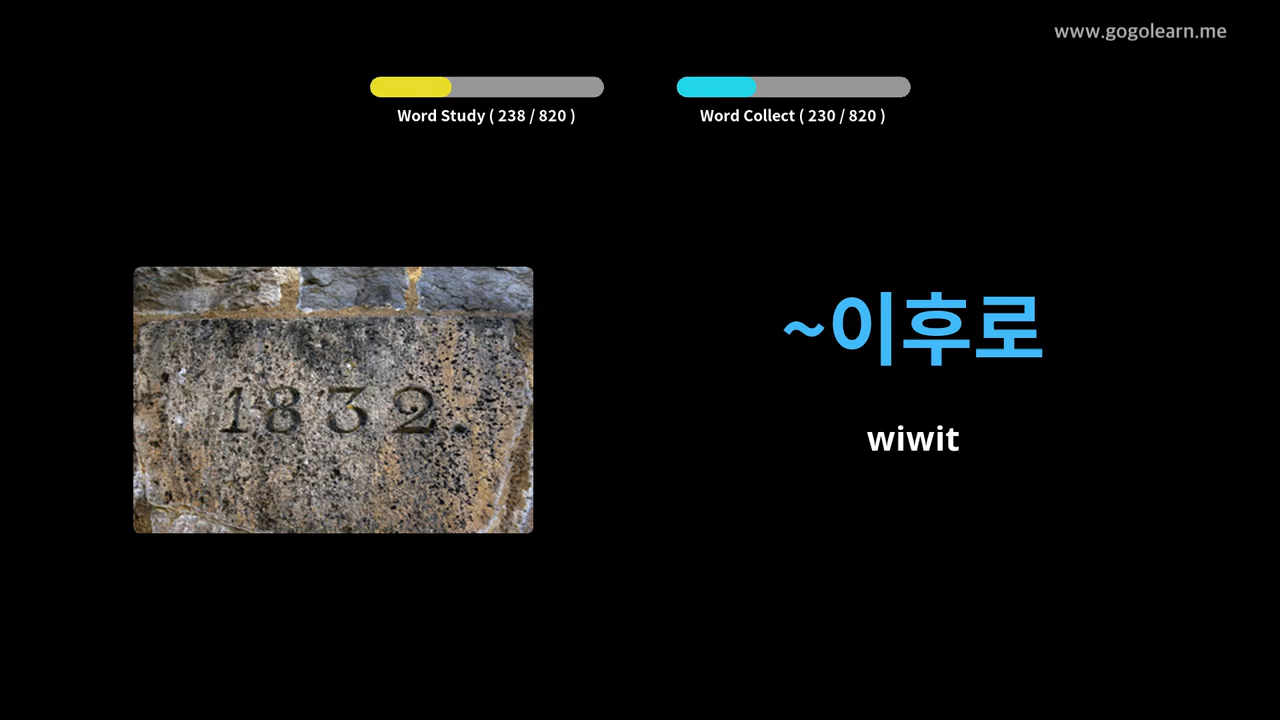 www.gogolearn.me
Word Study ( 238 / 820 )
Word Collect ( 230 / 820 )
1832.
~이후로
wiwit